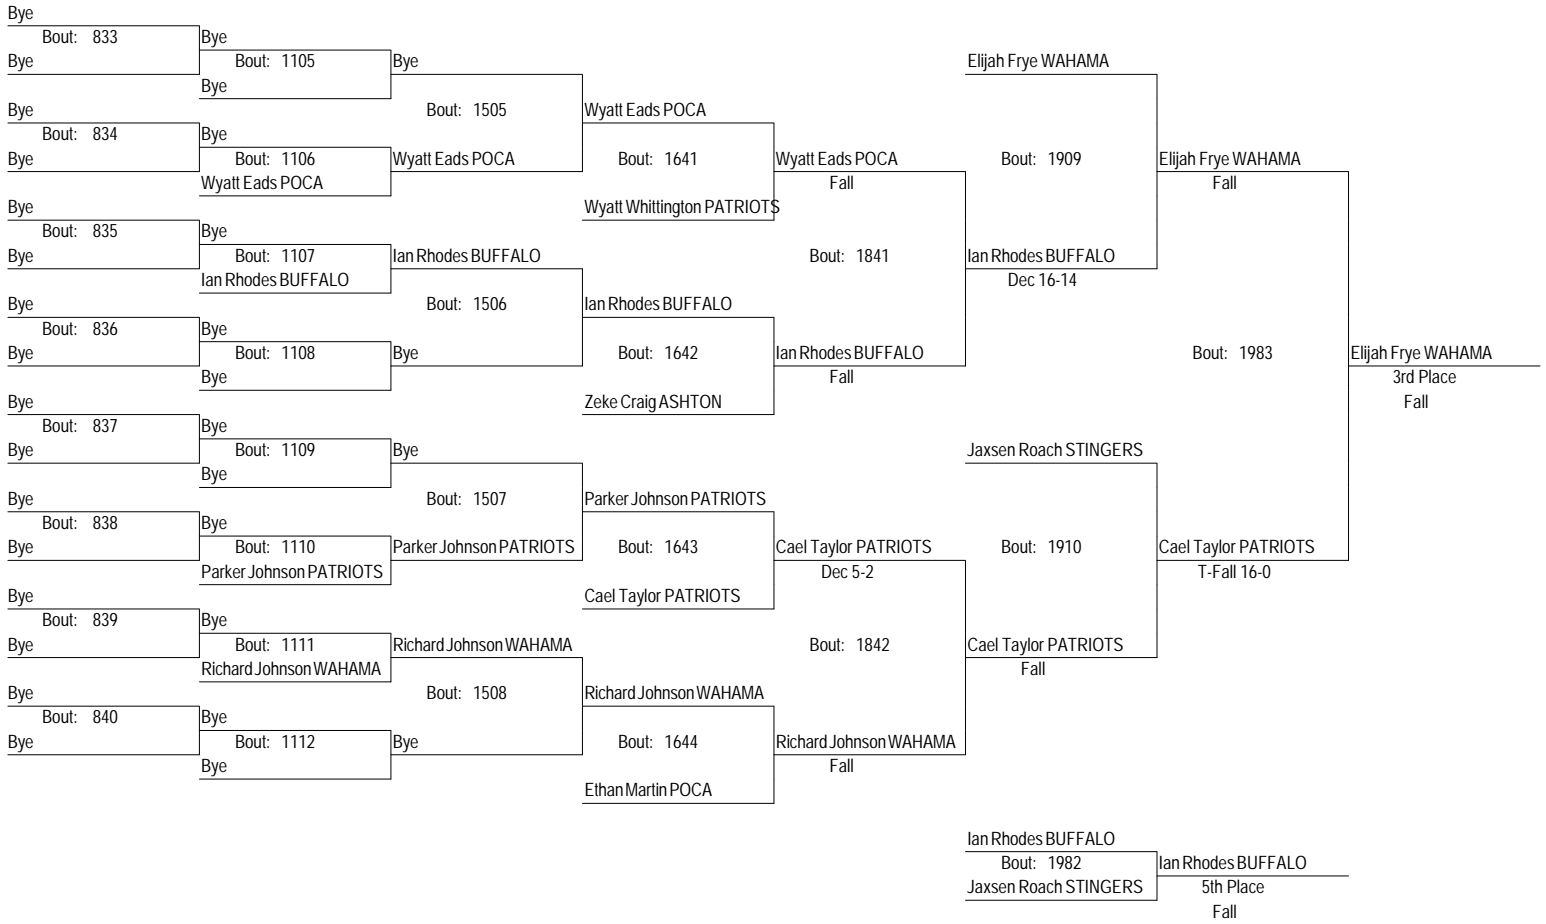 Bye
Bout: 833
Bye
Bye
Bout: 1105
Bye
Bye
Bout: 834
Bye
Bye
Bout: 1106
Wyatt Eads POCA
Bye
Bout: 835
Bye
Bye
Bout: 1107
Ian Rhodes BUFFALO
Bye
Bout: 836
Bye
Bye
Bout: 1108
Bye
Bye
Bout: 837
Bye
Bye
Bout: 1109
Bye
Bye
Bout: 838
Bye
Bye
Bout: 1110
Parker Johnson PATRIOTS
Bye
Bout: 839
Bye
Bye
Bout: 1111
Richard Johnson WAHAMA
Bye
Bout: 840
Bye
Bye
Bout: 1112
Bye
Bye
Bout: 1505
Wyatt Eads POCA
Ian Rhodes BUFFALO
Bout: 1506
Bye
Bye
Bout: 1507
Parker Johnson PATRIOTS
Richard Johnson WAHAMA
Bout: 1508
Bye
Wyatt Eads POCA
Bout: 1641
Wyatt Whittington PATRIOTS
Ian Rhodes BUFFALO
Bout: 1642
Zeke Craig ASHTON
Parker Johnson PATRIOTS
Bout: 1643
Cael Taylor PATRIOTS
Richard Johnson WAHAMA
Bout: 1644
Ethan Martin POCA
Wyatt Eads POCA
Fall
Bout: 1841
Ian Rhodes BUFFALO
Fall
Cael Taylor PATRIOTS
Dec 5-2
Bout: 1842
Richard Johnson WAHAMA
Fall
Elijah Frye WAHAMA
Bout: 1909
Ian Rhodes BUFFALO
Dec 16-14
Jaxsen Roach STINGERS
Bout: 1910
Cael Taylor PATRIOTS
Fall
Elijah Frye WAHAMA
Fall
Bout: 1983
Cael Taylor PATRIOTS
T-Fall 16-0
Elijah Frye WAHAMA
3rd Place
Fall
Ian Rhodes BUFFALO
Bout: 1982
Jaxsen Roach STINGERS
Ian Rhodes BUFFALO
5th Place
Fall